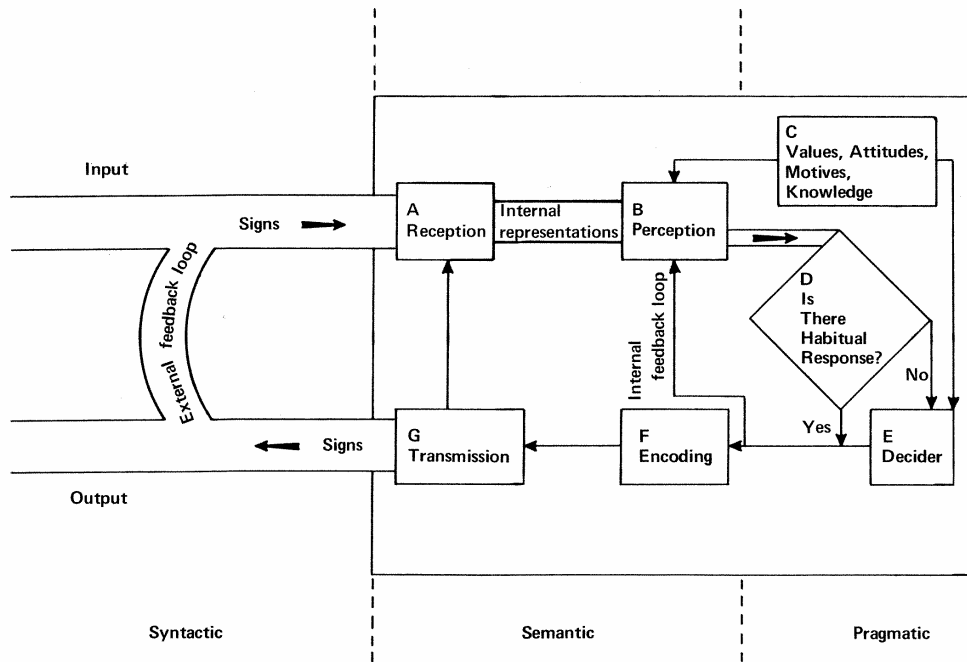 Input
Signs
A
Reception
Internal
representations
B
Perception
C
Values, Attitudes,
Motives,
Knowledge
External feedback loop
Internal
feedback loop
D
Is
There
Habitual
Response?
No
Yes
Signs
G
Transmission
F
Encoding
E
Decider
Output
Syntactic
Semantic
Pragmatic